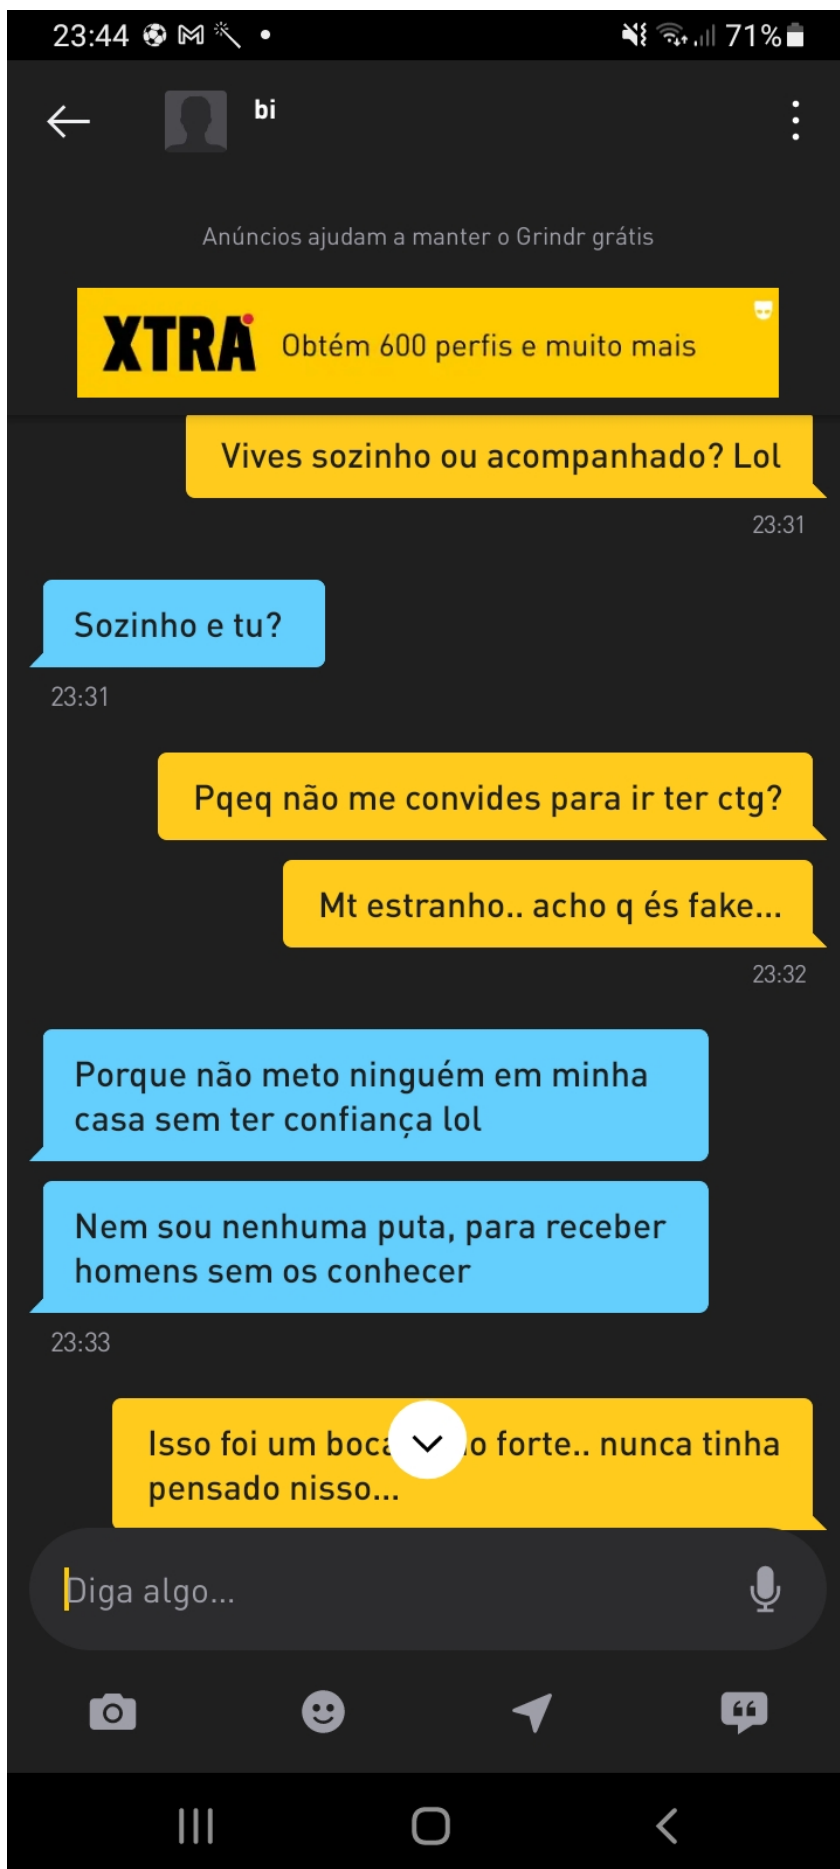 23:44
71%
bi
Anúncios ajudam a manter o Grindr grátis
XTRA Obtém 600 perfis e muito mais
Vives sozinho ou acompanhado? Lol
23:31
Sozinho e tu?
23:31
Pqeq não me convides para ir ter ctg?
Mt estranho.. acho q és fake...
23:32
Porque não meto ninguém em minha
casa sem ter confiança lol
Nem sou nenhuma puta, para receber
homens sem os conhecer
23:33
Isso foi um forte.. nunca tinha
pensado nisso...
Diga algo...